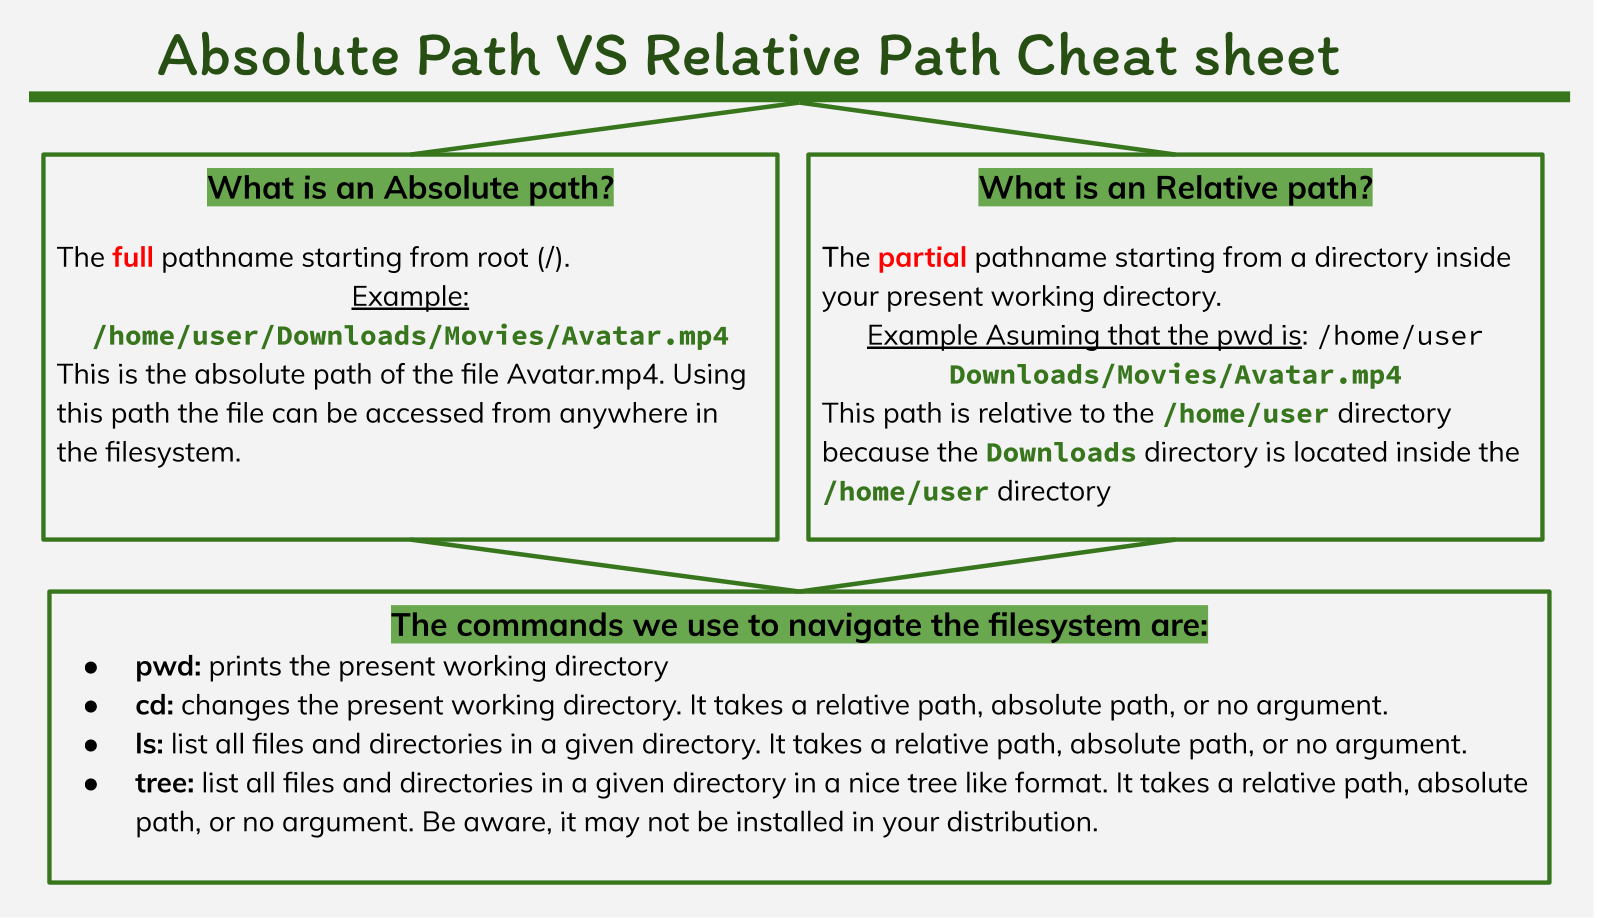 Absolute Path VS Relative Path Cheat sheet
What is an Absolute path?
The full pathname starting from root (/).
Example:
/home/user/Downloads/Movies/Avatar.mp4
This is the absolute path of the file Avatar.mp4. Using
this path the file can be accessed from anywhere in
the filesystem.
What is an Relative path?
The partial pathname starting from a directory inside
your present working directory.
Example Asuming that the pwd is: /home/user
Downloads/Movies/Avatar.mp4
This path is relative to the /home/user directory
because the Downloads directory is located inside the
/home/user directory
The commands we use to navigate the filesystem are:
● pwd: prints the present working directory
● cd: changes the present working directory. It takes a relative path, absolute path, or no argument.
● ls: list all files and directories in a given directory. It takes a relative path, absolute path, or no argument.
● tree: list all files and directories in a given directory in a nice tree like format. It takes a relative path, absolute
path, or no argument. Be aware, it may not be installed in your distribution.